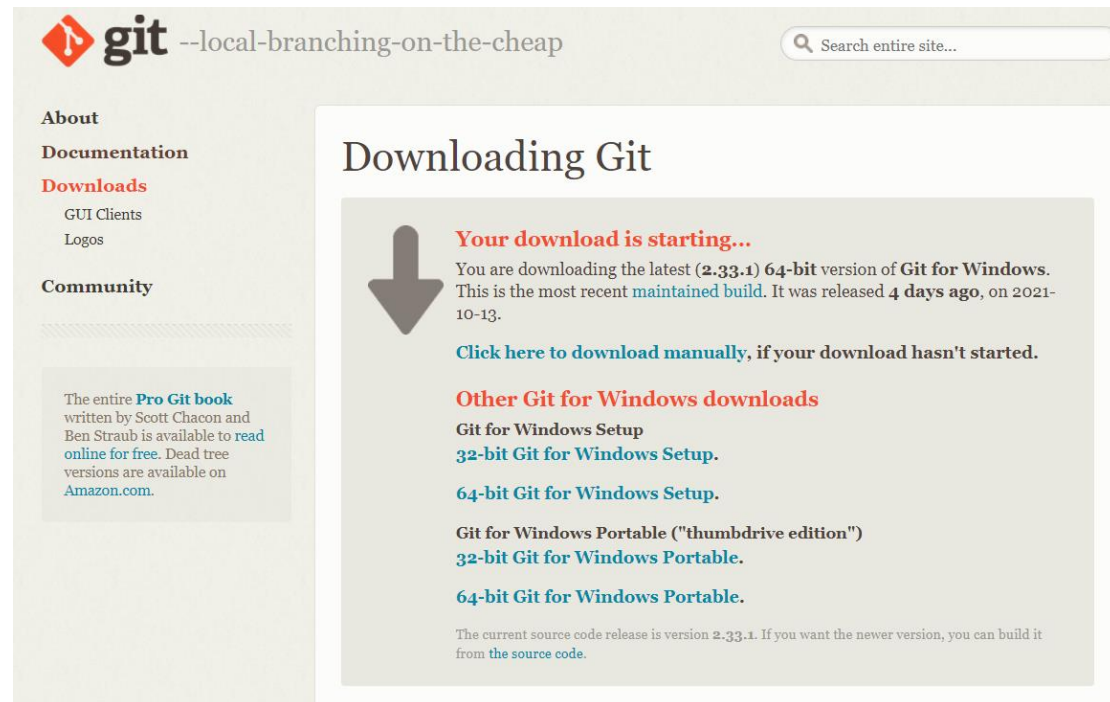 git --local-branching-on-the-cheap
Search entire site...
About
Documentation
Downloads
GUI Clients
Logos
Community
The entire Pro Git book
written by Scott Chacon and
Ben Straub is available to read
online for free. Dead tree
versions are available on
Amazon.com.
Downloading Git
Your download is starting...
You are downloading the latest (2.33.1) 64-bit version of Git for Windows.
This is the most recent maintained build. It was released 4 days ago, on 2021-
10-13.
Click here to download manually, if your download hasn't started.
Other Git for Windows downloads
Git for Windows Setup
32-bit Git for Windows Setup.
64-bit Git for Windows Setup.
Git for Windows Portable ("thumbdrive edition")
32-bit Git for Windows Portable.
64-bit Git for Windows Portable.
The current source code release is version 2.33.1. If you want the newer version, you can build it
from the source code.